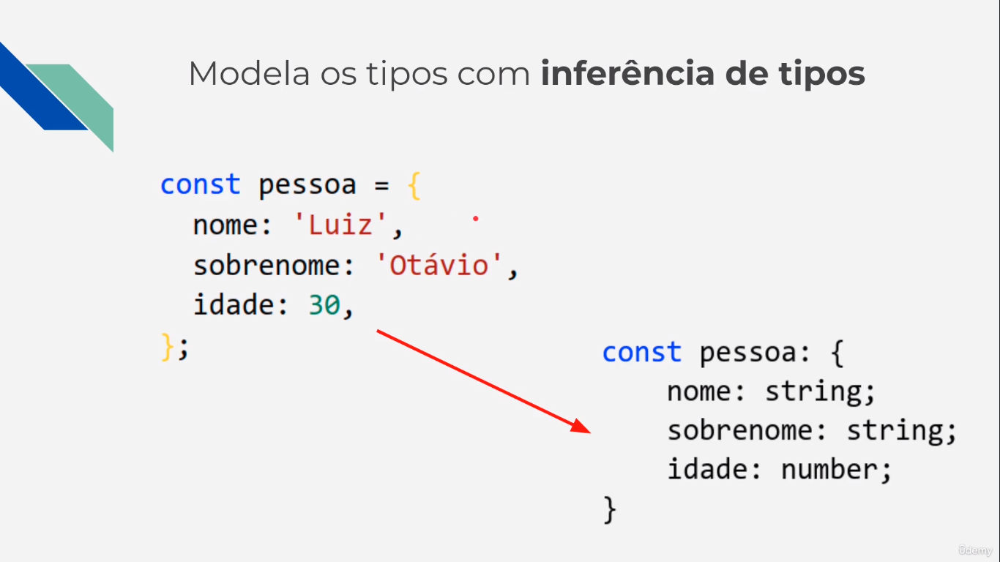 Modela os tipos com inferência de tipos
const pessoa = {
nome: 'Luiz',
sobrenome: 'Otávio',
idade: 30,
};
const pessoa: {
nome: string;
sobrenome: string;
idade: number;
}
ûdemy